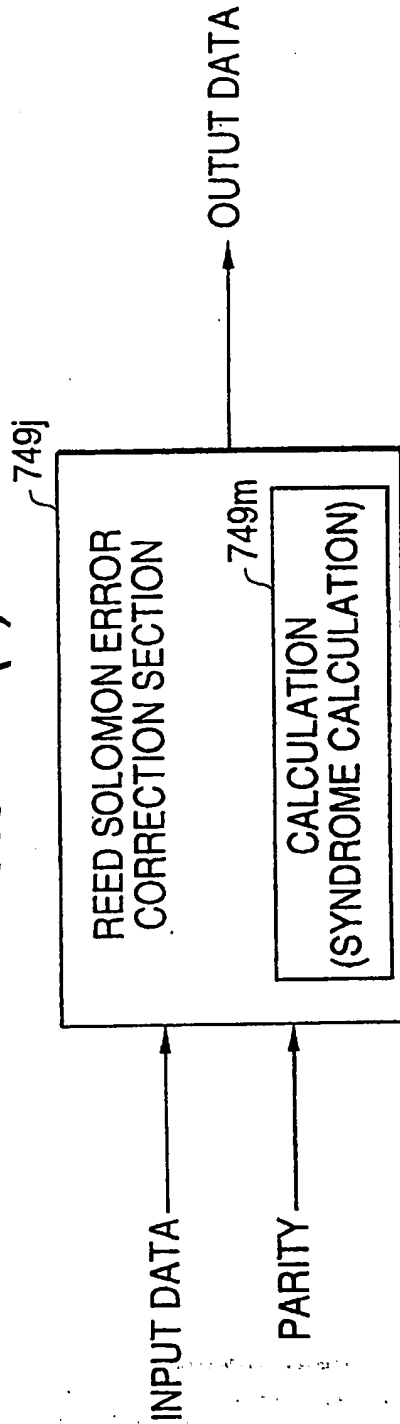 749j
REED SOLOMON ERROR
CORRECTION SECTION
749m
CALCULATION
(SYNDROME CALCULATION)
INPUT DATA
PARITY
OUTUT DATA